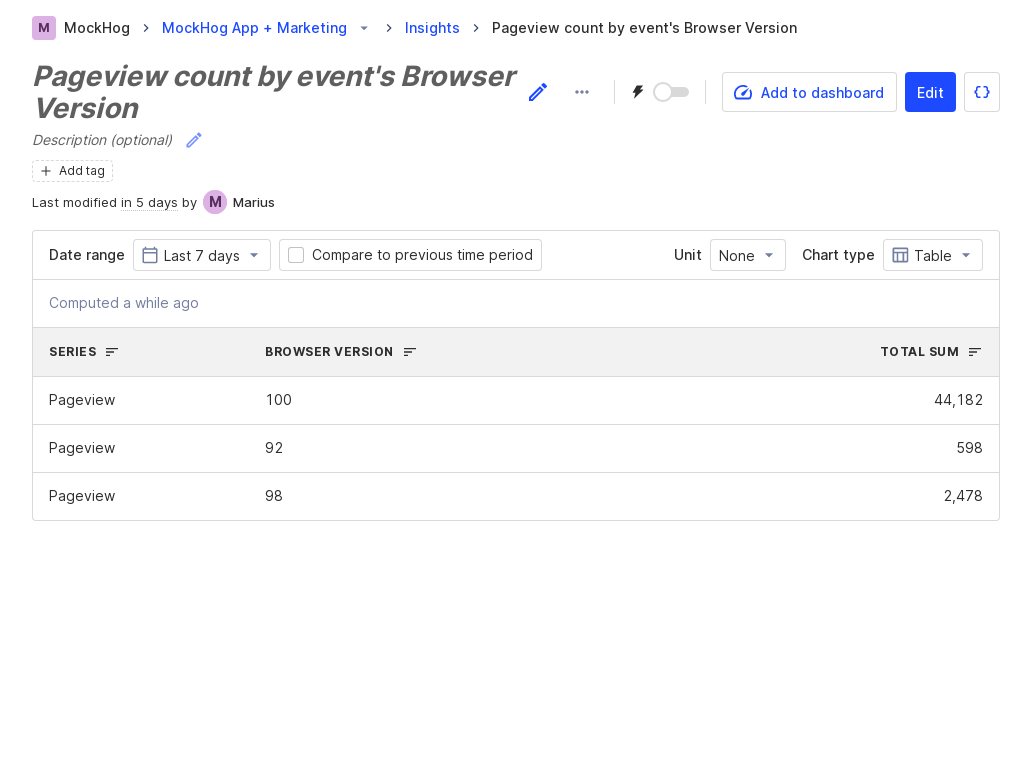 M MockHog > MockHog App + Marketing > Insights > Pageview count by event's Browser Version
Pageview count by event's Browser
Version
Add to dashboard Edit {}
Description (optional)
+ Add tag
Last modified in 5 days by M Marius
Date range Last 7 days Compare to previous time period Unit None Chart type Table
Computed a while ago
SERIES BROWSER VERSION TOTAL SUM
Pageview 100 44,182
Pageview 92 598
Pageview 98 2,478